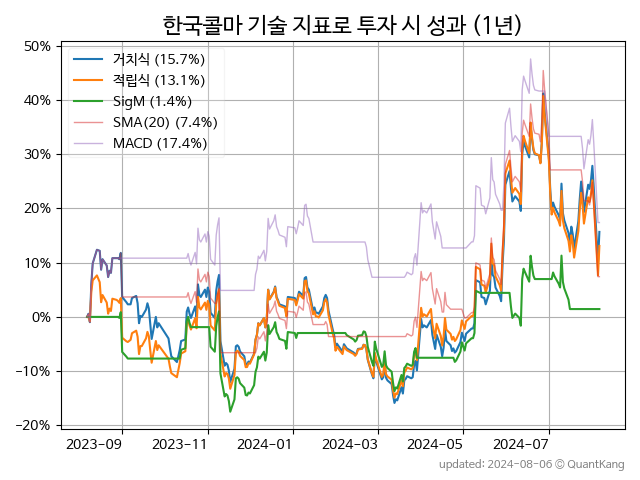 한국콜마 기술 지표로 투자 시 성과 (1년)
50%
40%
30%
20%
10%
0%
−10%
−20%
거치식 (15.7%)
적립식 (13.1%)
SigM (1.4%)
SMA(20) (7.4%)
MACD (17.4%)
2023-09 2023-11 2024-01 2024-03 2024-05 2024-07
updated: 2024-08-06 © QuantKang